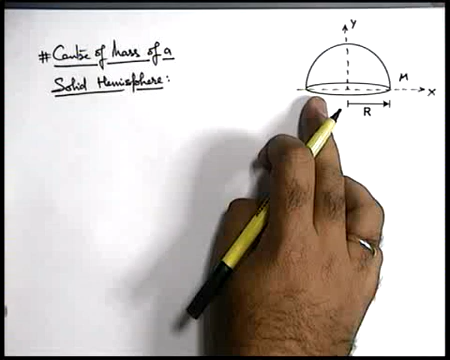 # Centre of Mass of a
Solid Hemisphere:
Y
M
X
R